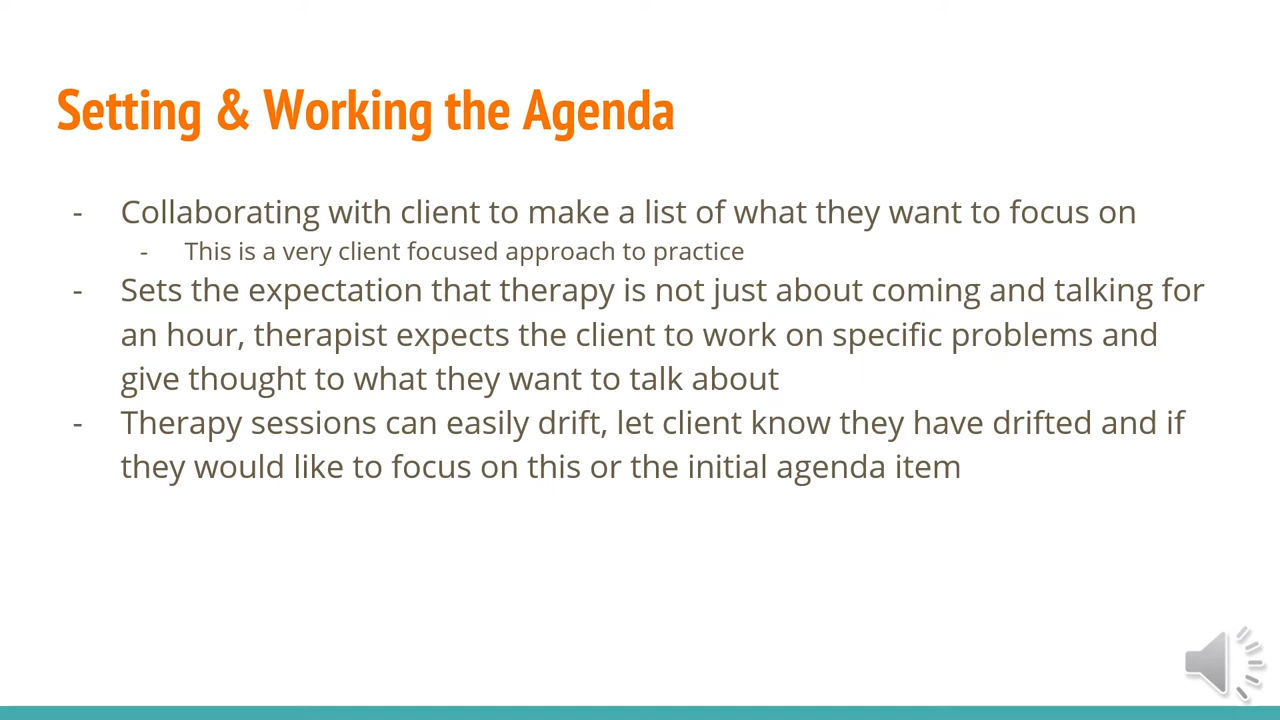 Setting & Working the Agenda
- Collaborating with client to make a list of what they want to focus on
- This is a very client focused approach to practice
- Sets the expectation that therapy is not just about coming and talking for
an hour, therapist expects the client to work on specific problems and
give thought to what they want to talk about
- Therapy sessions can easily drift, let client know they have drifted and if
they would like to focus on this or the initial agenda item